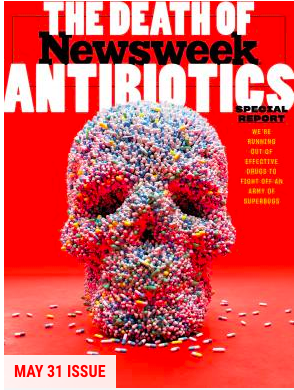 THE DEATH OF
Newsweek
ANTIBIOTICS
SPECIAL
REPORT
WE'RE
RUNNING
OUT OF
EFFECTIVE
DRUGS TO
FIGHT OFF AN
ARMY OF
SUPERBUGS
MAY 31 ISSUE